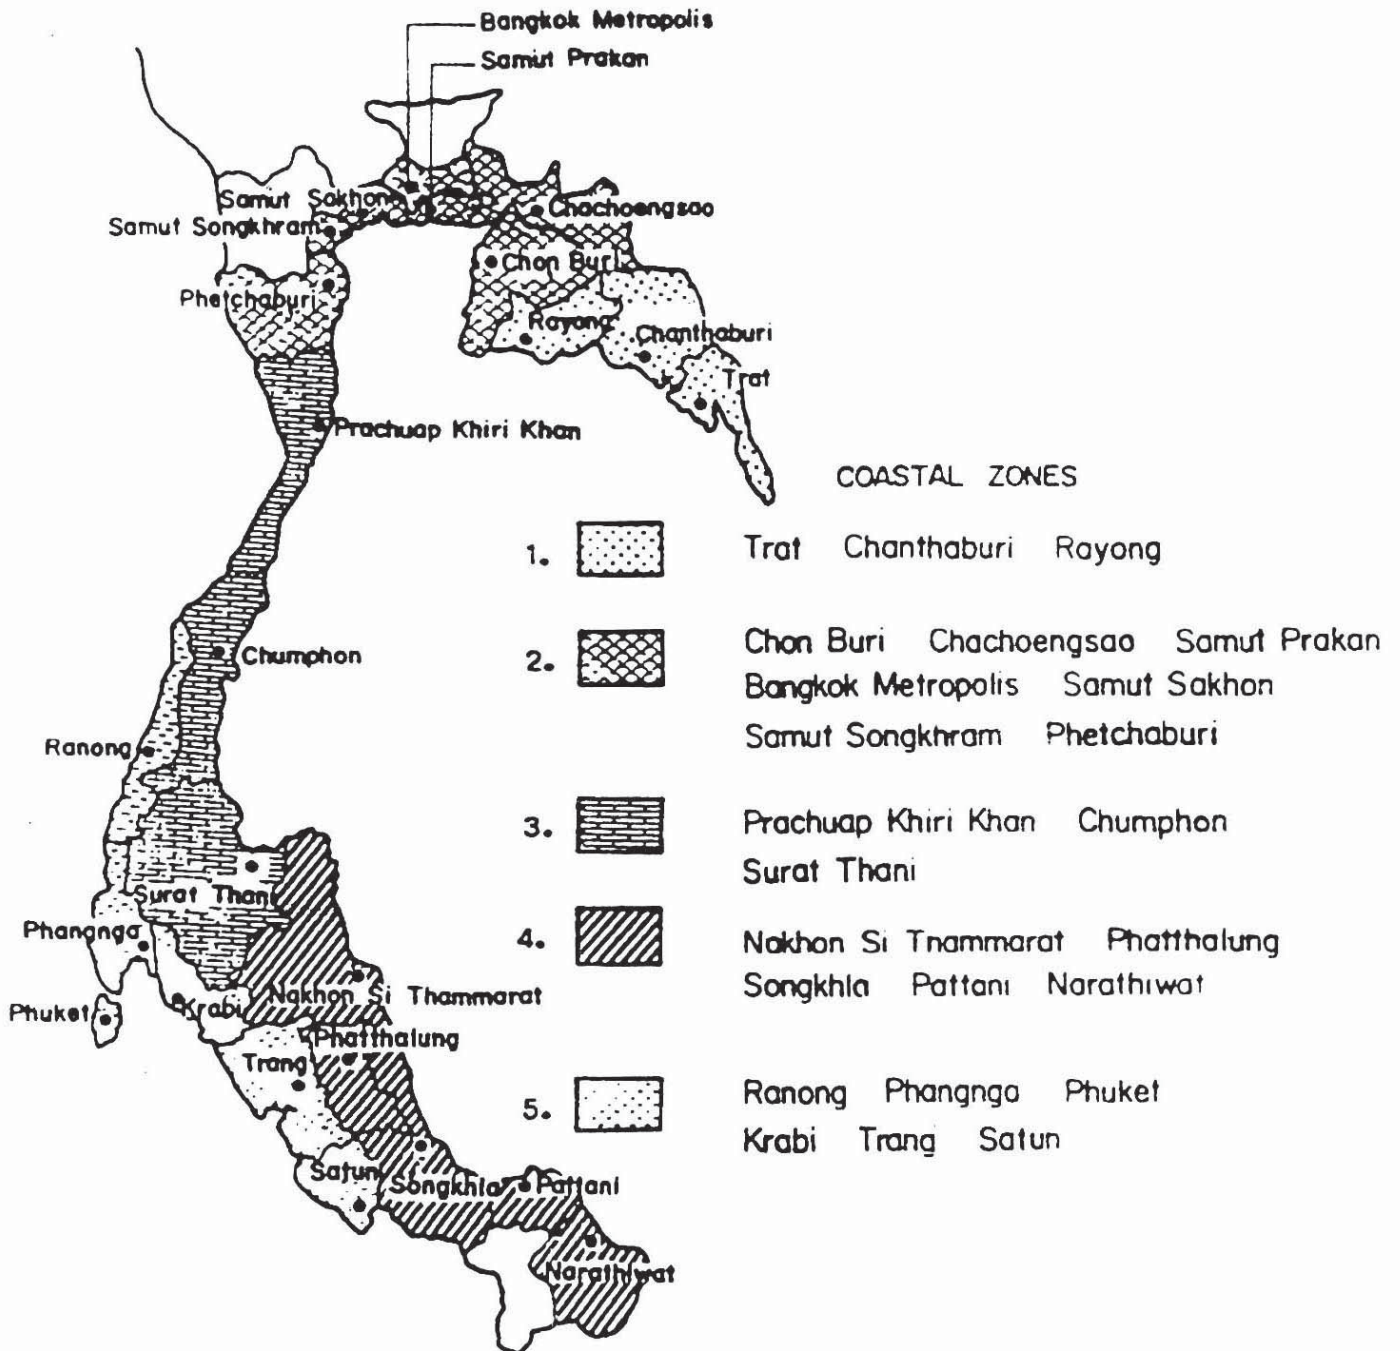 Bangkok Metropolis
Samut Prakan
Samut Sokhon
Chachoengsao
Samut Songkhram
Chon Buri
Phetchaburi
Rayong
Chanthaburi
Trat
Prachuap Khiri Khan
COASTAL ZONES
1. Trat Chanthaburi Rayong
2. Chon Buri Chachoengsao Samut Prakan
Bangkok Metropolis Samut Sakhon
Samut Songkhram Phetchaburi
Chumphon
Ranong
3. Prachuap Khiri Khan Chumphon
Surat Thani
Surat Thani
Phangnga
4. Nakhon Si Tnammarat Phatthalung
Songkhla Pattani Narathiwat
Nakhon Si Thammarat
Krabi
Phuket
Phatthalung
Trang
5. Ranong Phangnga Phuket
Krabi Trang Satun
Satun
Songkhla
Pattani
Narathiwat